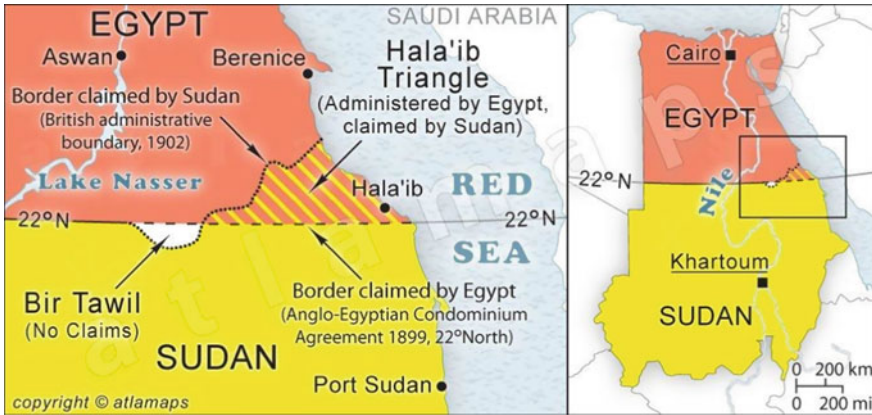 EGYPT
SAUDI ARABIA
Aswan
Berenice
Hala'ib
Triangle
(Administered by Egypt,
claimed by Sudan)
Border claimed by Sudan
(British administrative
boundary, 1902)
Lake Nasser
Hala'ib
RED
SEA
22°N
22°N
Bir Tawil
(No Claims)
Border claimed by Egypt
(Anglo-Egyptian Condominium
Agreement 1899, 22°North)
SUDAN
Port Sudan
copyright © atlamaps
atlamaps
Cairo
EGYPT
22°N
Nile
Khartoum
SUDAN
0 200 km
0 200 mi